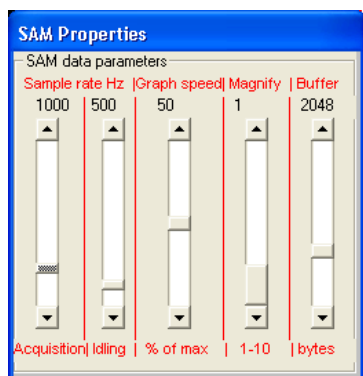 SAM Properties
SAM data parameters
Sample rate Hz |Graph speed| Magnify | Buffer
1000 500 50 1 2048
Acquisition| Idling | % of max | 1-10 | bytes